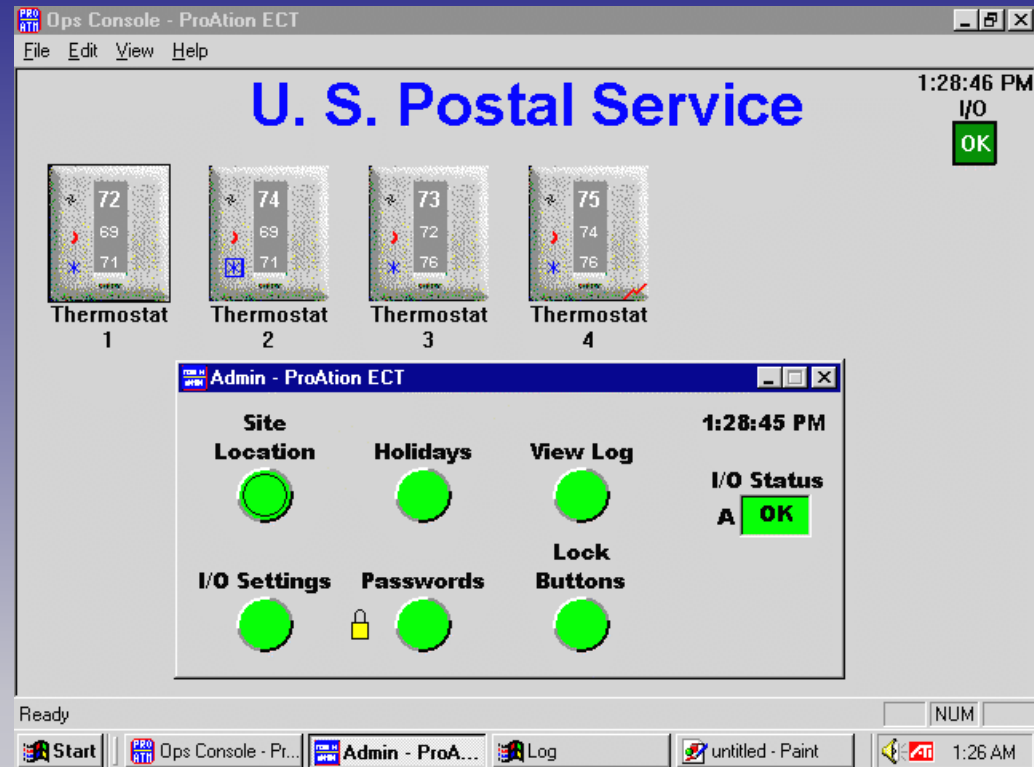 PRO ATM Ops Console - ProAtion ECT
File Edit View Help
U. S. Postal Service
1:28:46 PM
I/O
OK
72
69
71
Thermostat
1
74
69
71
Thermostat
2
73
72
76
Thermostat
3
75
74
76
Thermostat
4
Admin - ProAtion ECT
Site
Location
Holidays
View Log
1:28:45 PM
I/O Status
A OK
I/O Settings
Passwords
Lock
Buttons
Ready
NUM
Start
Ops Console - Pr...
Admin - ProA...
Log
untitled - Paint
ATI
1:26 AM